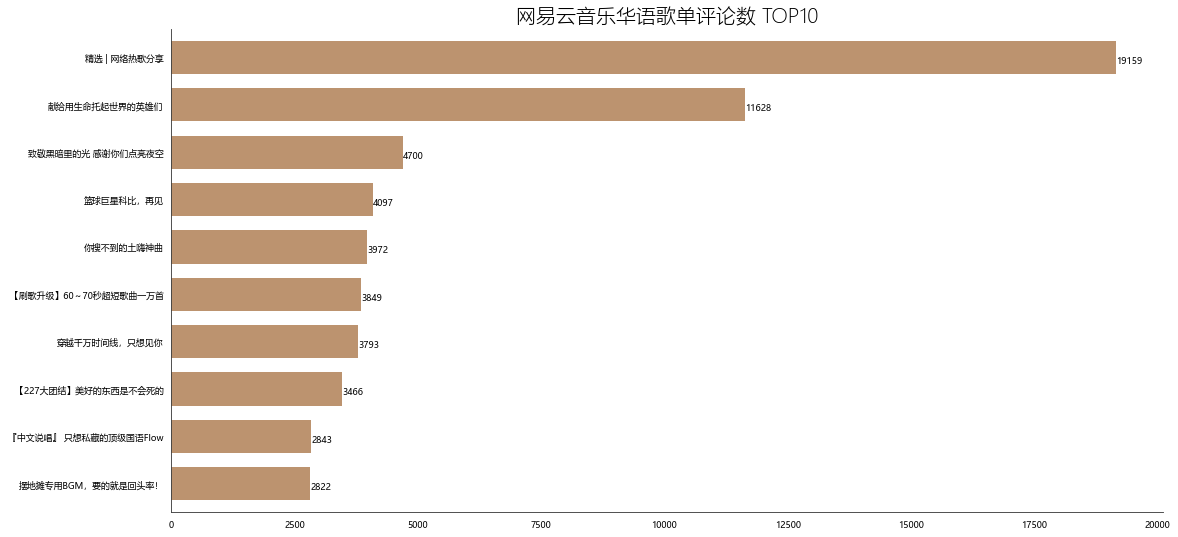 网易云音乐华语歌单评论数 TOP10
精选 | 网络热歌分享 19159
献给用生命托起世界的英雄们 11628
致敬黑暗里的光 感谢你们点亮夜空 4700
篮球巨星科比，再见 4097
你搜不到的土嗨神曲 3972
【刷歌升级】60～70秒超短歌曲一万首 3849
穿越千万时间线，只想见你 3793
【227大团结】美好的东西是不会死的 3466
『中文说唱』 只想私藏的顶级国语Flow 2843
摆地摊专用BGM，要的就是回头率! 2822
0 2500 5000 7500 10000 12500 15000 17500 20000